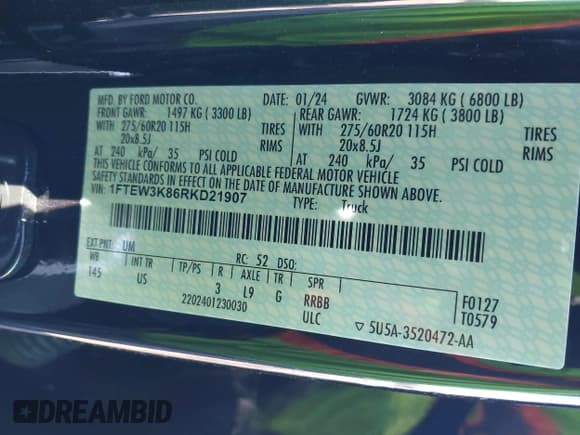 MFD. BY FORD MOTOR CO. DATE: 01/24 GVWR: 3084 KG ( 6800 LB)
FRONT GAWR: 1497 KG ( 3300 LB) REAR GAWR: 1724 KG ( 3800 LB)
WITH 275/60R20 115H TIRES WITH 275/60R20 115H TIRES
20x8.5J RIMS 20x8.5J RIMS
AT 240 kPa/ 35 PSI COLD AT 240 kPa/ 35 PSI COLD
THIS VEHICLE CONFORMS TO ALL APPLICABLE FEDERAL MOTOR VEHICLE
SAFETY STANDARDS IN EFFECT ON THE DATE OF MANUFACTURE SHOWN ABOVE.
VIN: 1FTEW3K86RKD21907 TYPE: Truck
EXT PNT: UM RC: 52 DSO:
WB INT TR TP/PS R AXLE TR SPR
145 US 3 L9 G RRBB
ULC
2202401230030
F0127
T0579
▽ 5U5A-3520472-AA
DREAMBID